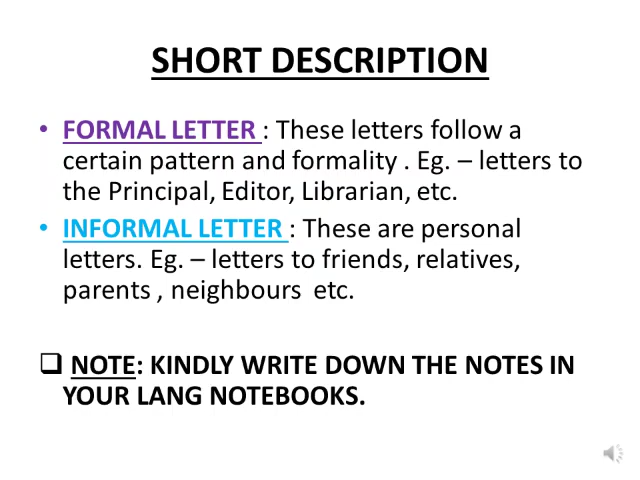 SHORT DESCRIPTION
• FORMAL LETTER : These letters follow a
certain pattern and formality . Eg. – letters to
the Principal, Editor, Librarian, etc.
• INFORMAL LETTER : These are personal
letters. Eg. – letters to friends, relatives,
parents , neighbours  etc.
❑ NOTE: KINDLY WRITE DOWN THE NOTES IN
YOUR LANG NOTEBOOKS.